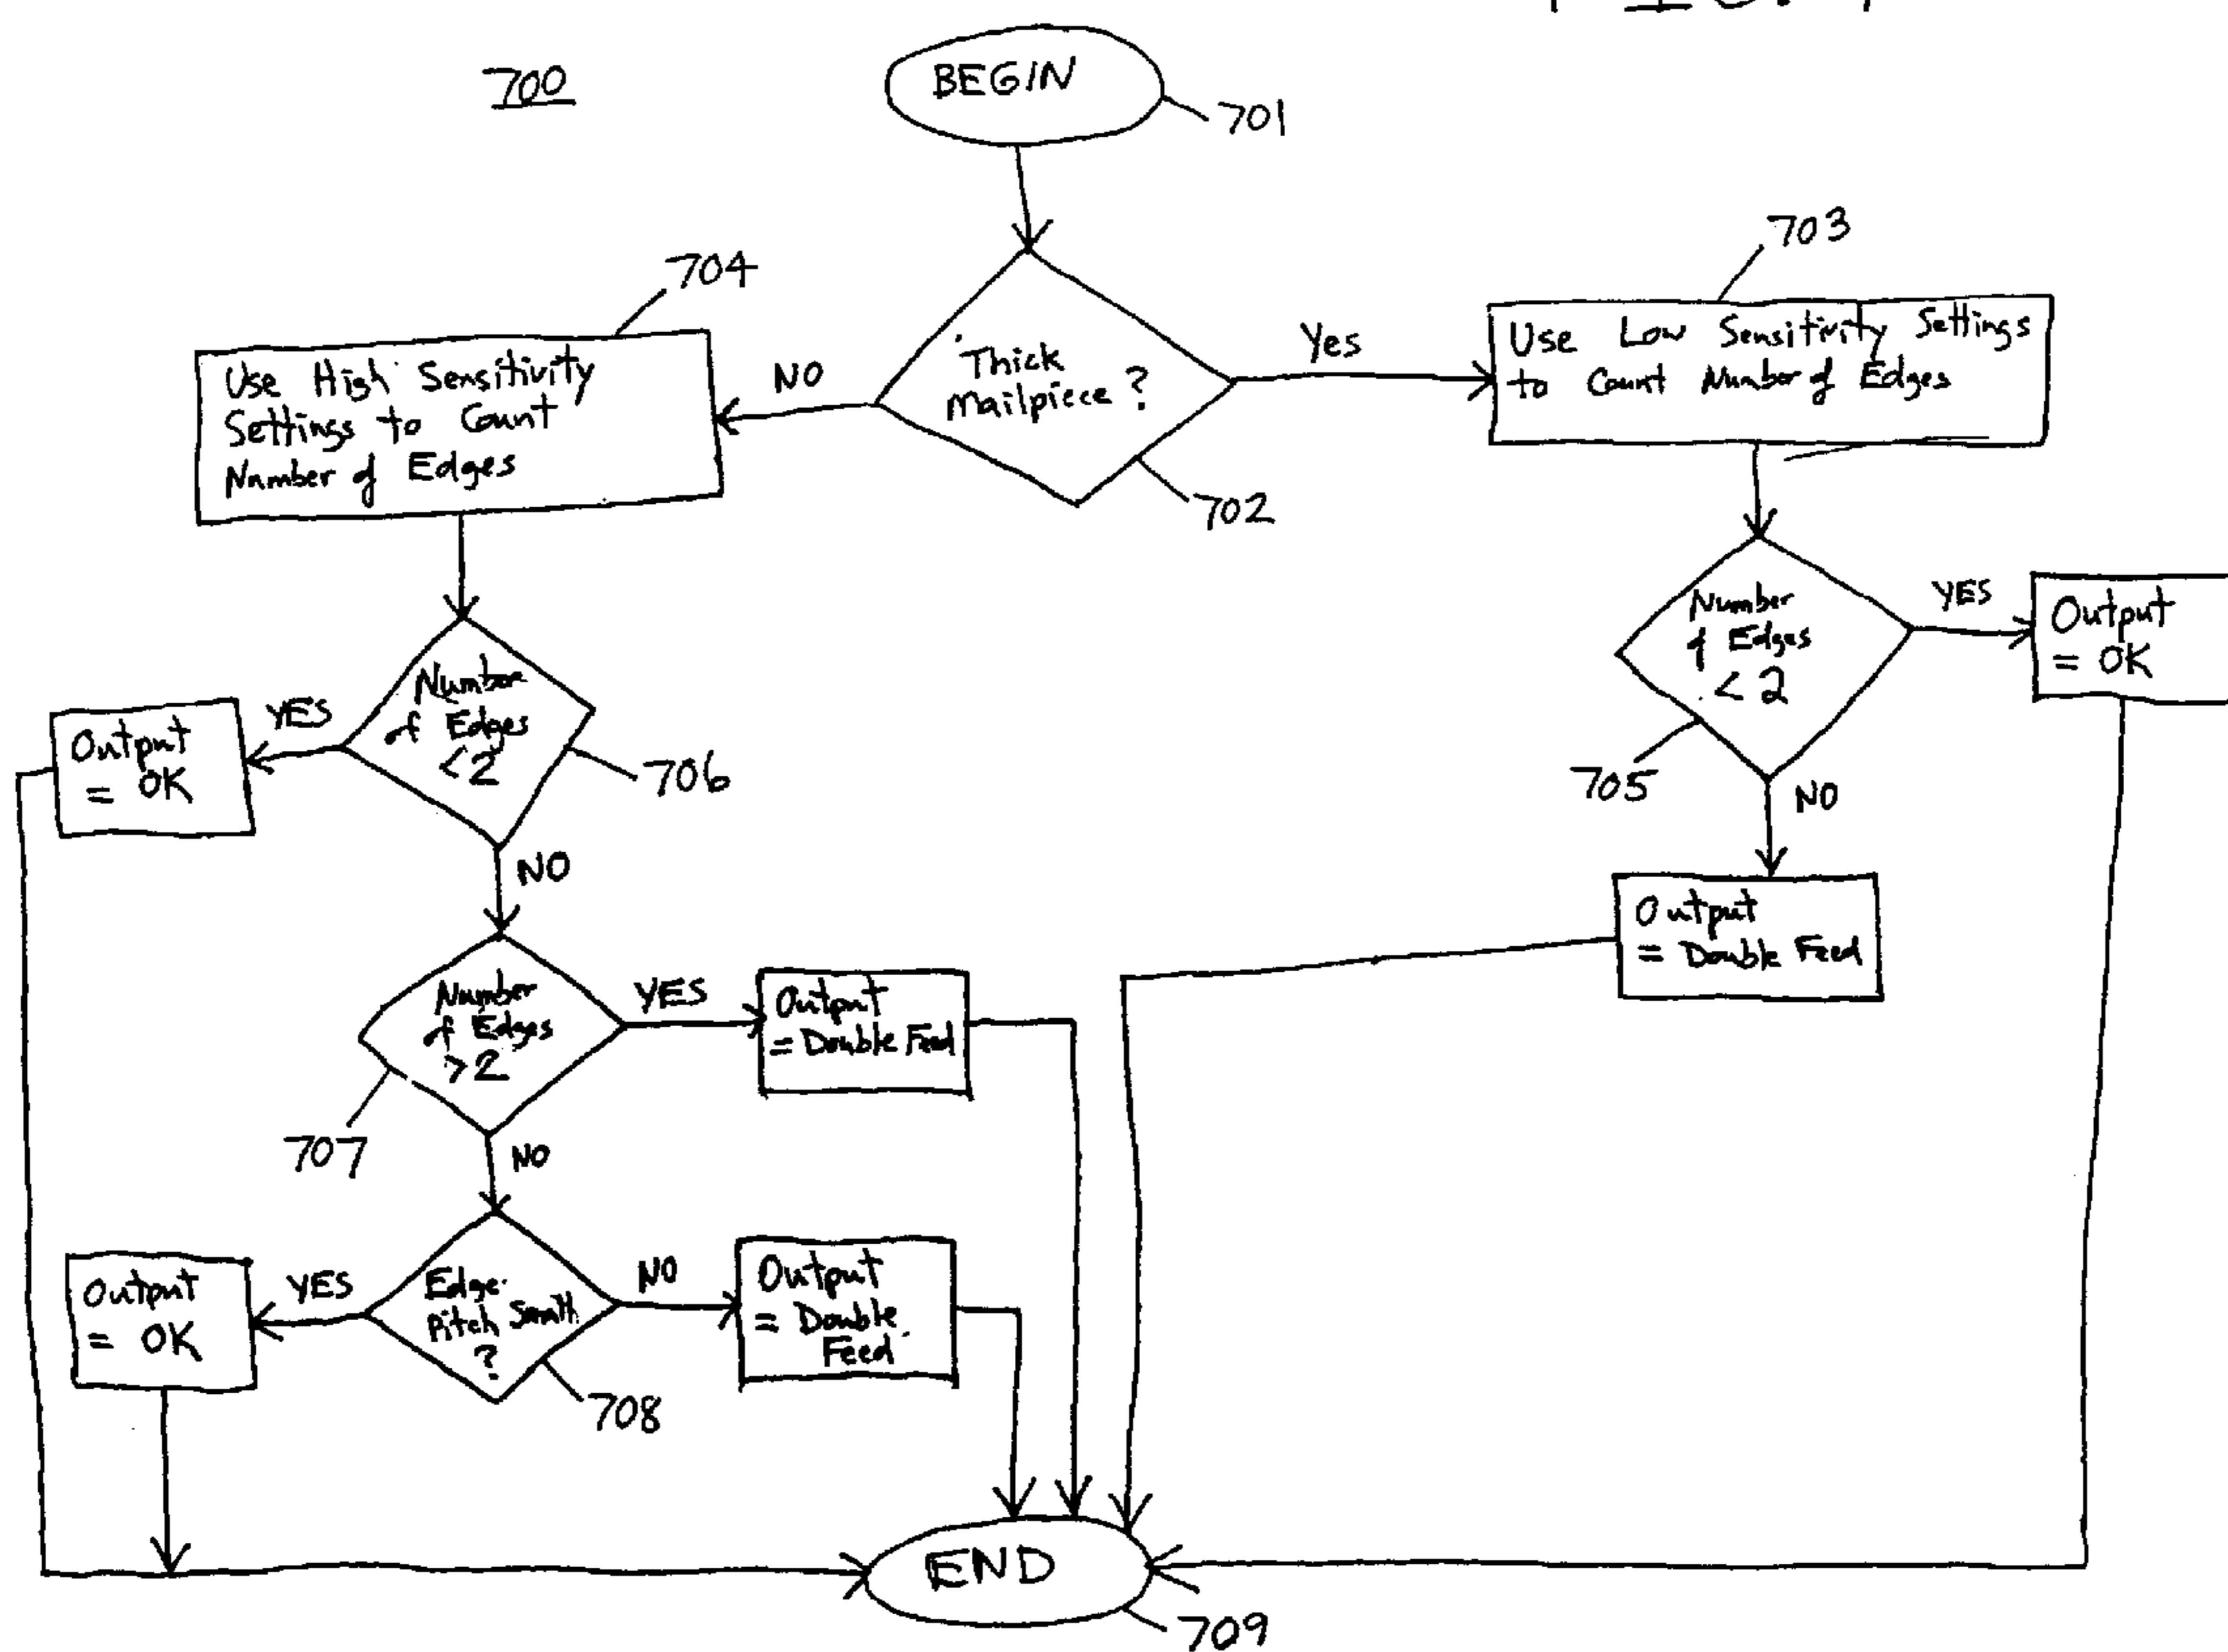 700
BEGIN
701
703
704
Thick
Mailpiece?
Yes
NO
Use Low Sensitivity Settings
to Count Number of Edges
Use High Sensitivity
Settings to Count
Number of Edges
702
Number
of Edges
< 2
YES
Output
= OK
705
NO
Output
= Double Feed
Number
of Edges
< 2
YES
Output
= OK
706
NO
Number
of Edges
> 2
YES
Output
= Double Feed
707
NO
Edge
Pitch Small
?
YES
Output
= OK
NO
Output
= Double
Feed
708
END
709